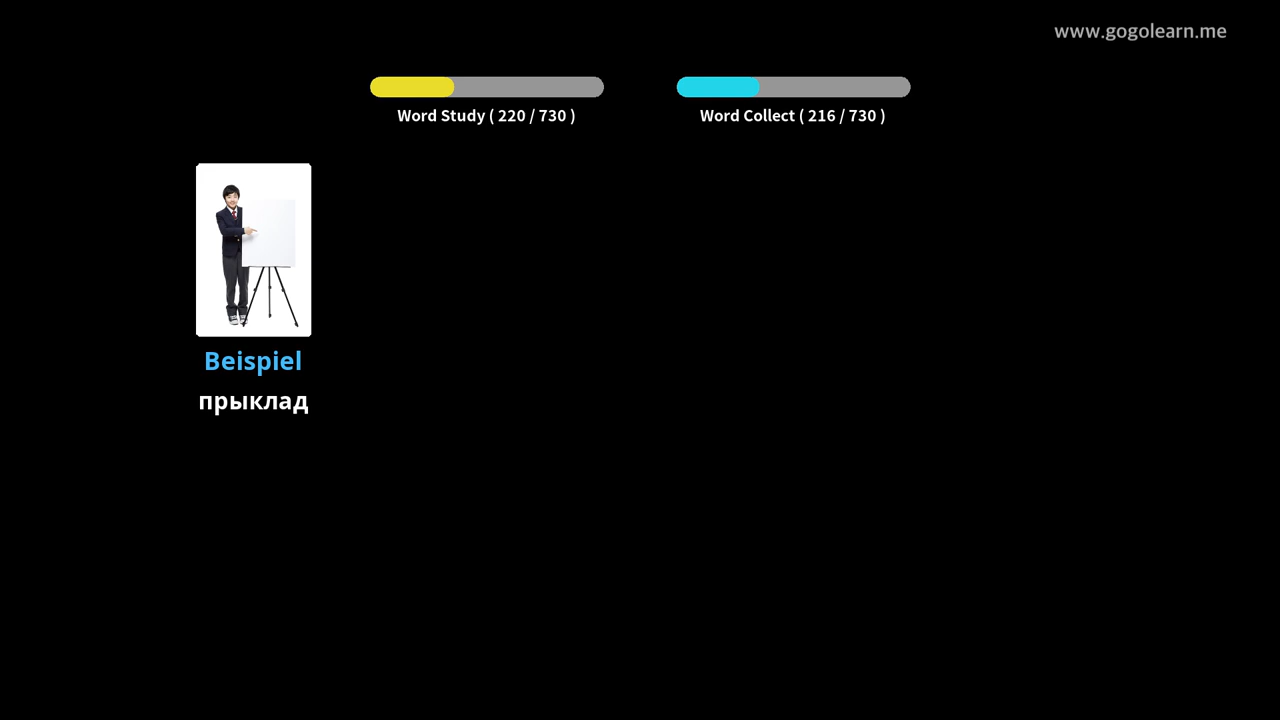 www.gogolearn.me
Word Study ( 220 / 730 )
Word Collect ( 216 / 730 )
Beispiel
прыклад